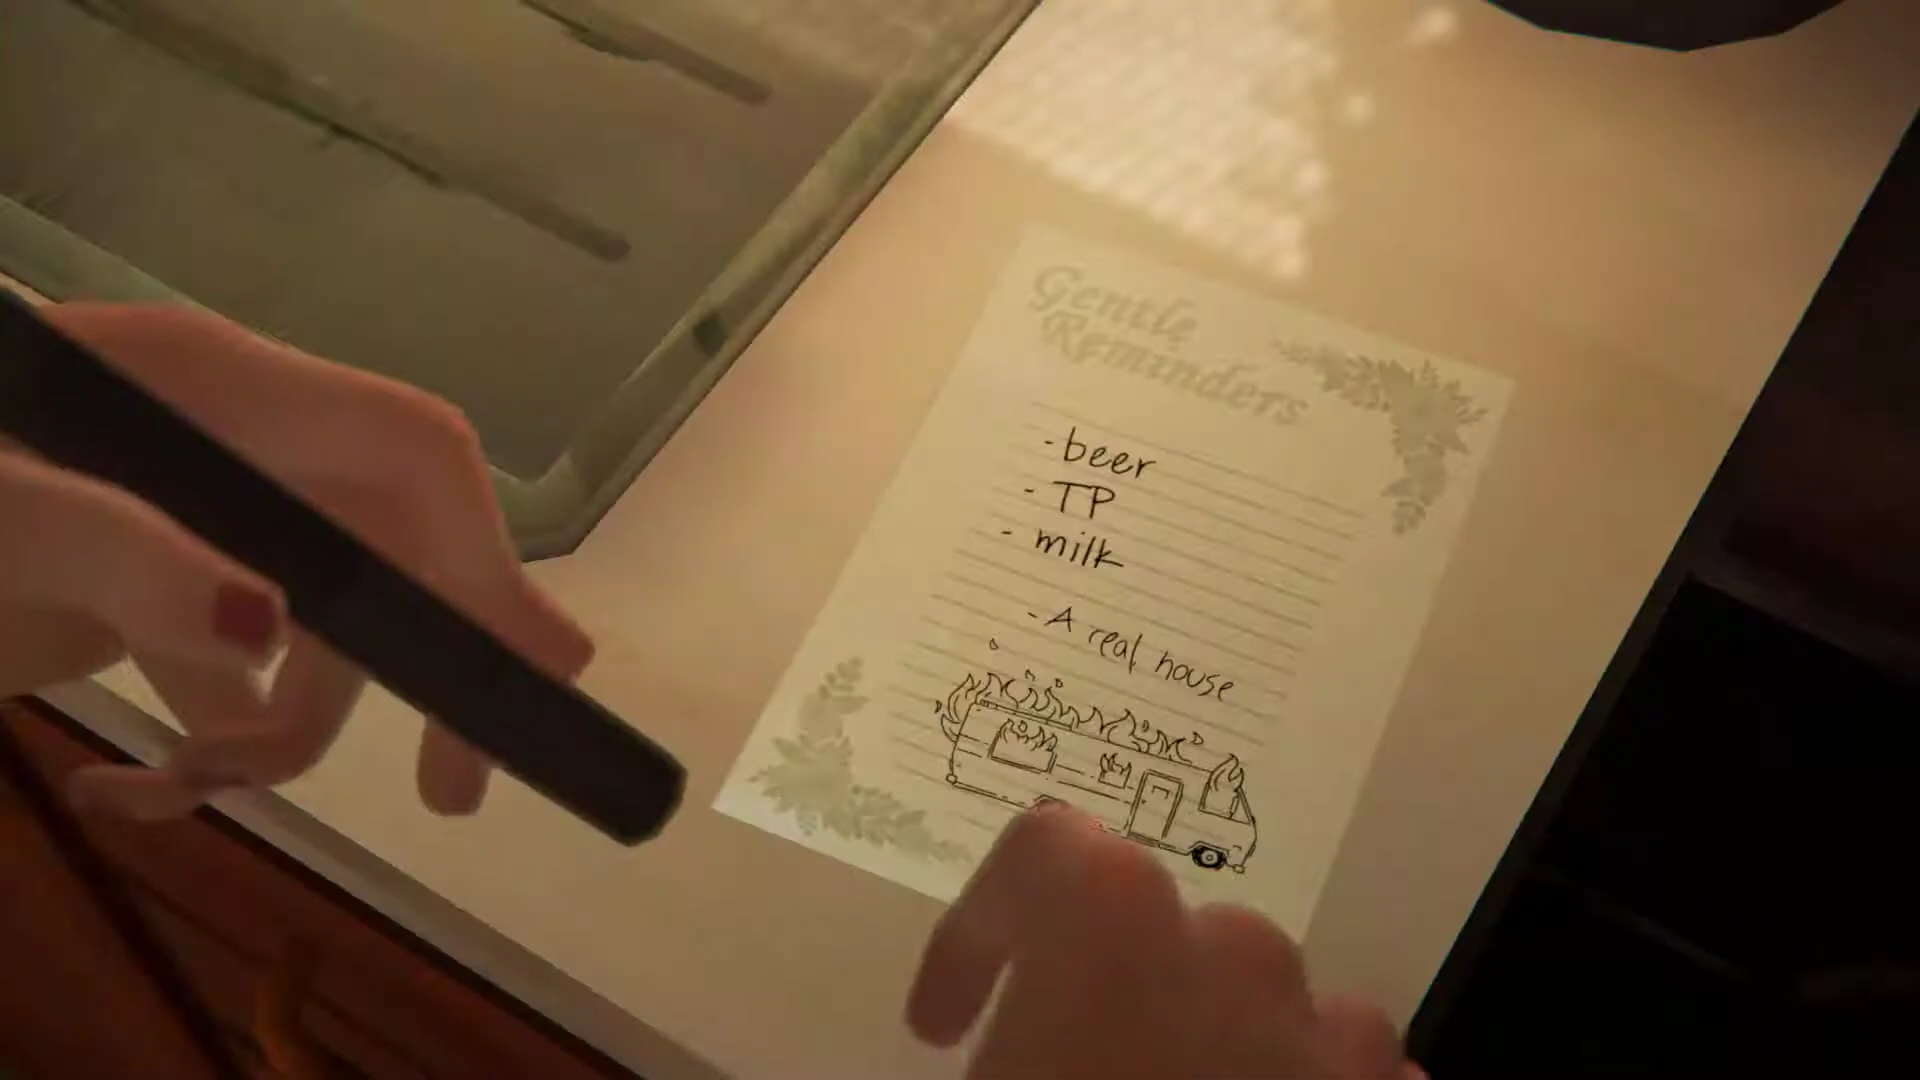 Gentle
Reminders
- beer
- TP
- milk
- A real house